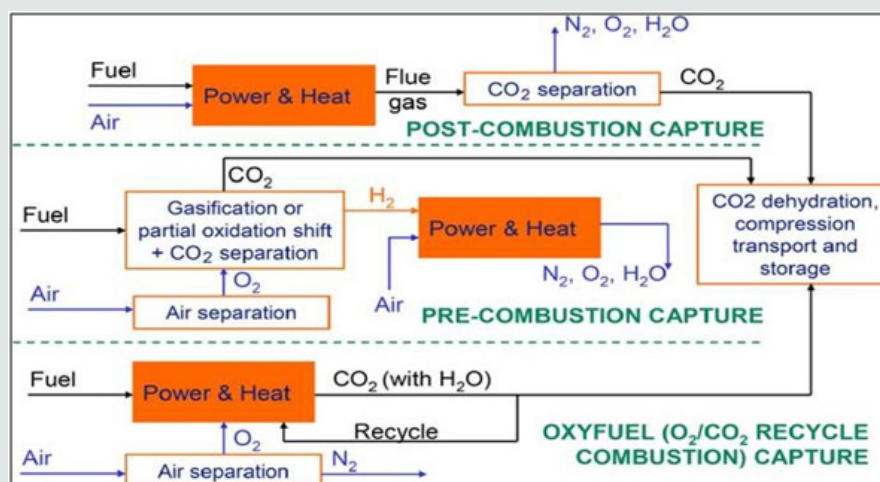 N₂, O₂, H₂O
Fuel
Air
Power & Heat
Flue
gas
CO₂ separation
CO₂
POST-COMBUSTION CAPTURE
CO₂
Fuel
Gasification or
partial oxidation shift
+ CO₂ separation
H₂
Power & Heat
CO2 dehydration,
compression
transport and
storage
Air
O₂
Air separation
Air
N₂, O₂, H₂O
PRE-COMBUSTION CAPTURE
Fuel
Power & Heat
CO₂ (with H₂O)
Recycle
Air
O₂
Air separation
N₂
OXYFUEL (O₂/CO₂ RECYCLE
COMBUSTION) CAPTURE